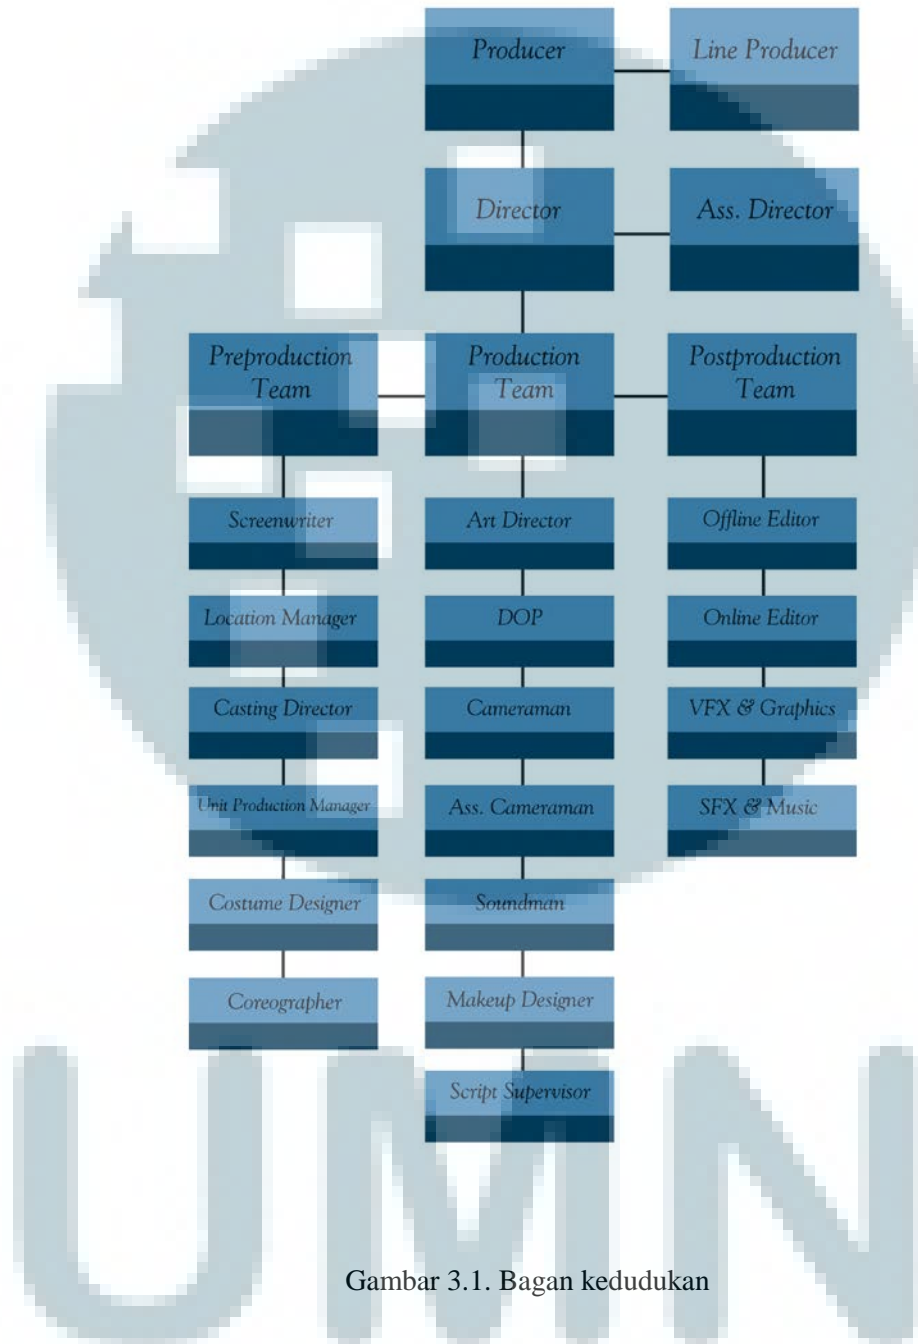 Producer
Line Producer
Director
Ass. Director
Preproduction
Team
Production
Team
Postproduction
Team
Screenwriter
Art Director
Offline Editor
Location Manager
DOP
Online Editor
Casting Director
Cameraman
VFX & Graphics
Unit Production Manager
Ass. Cameraman
SFX & Music
Costume Designer
Soundman
Coreographer
Makeup Designer
Script Supervisor
UMN
Gambar 3.1. Bagan kedudukan